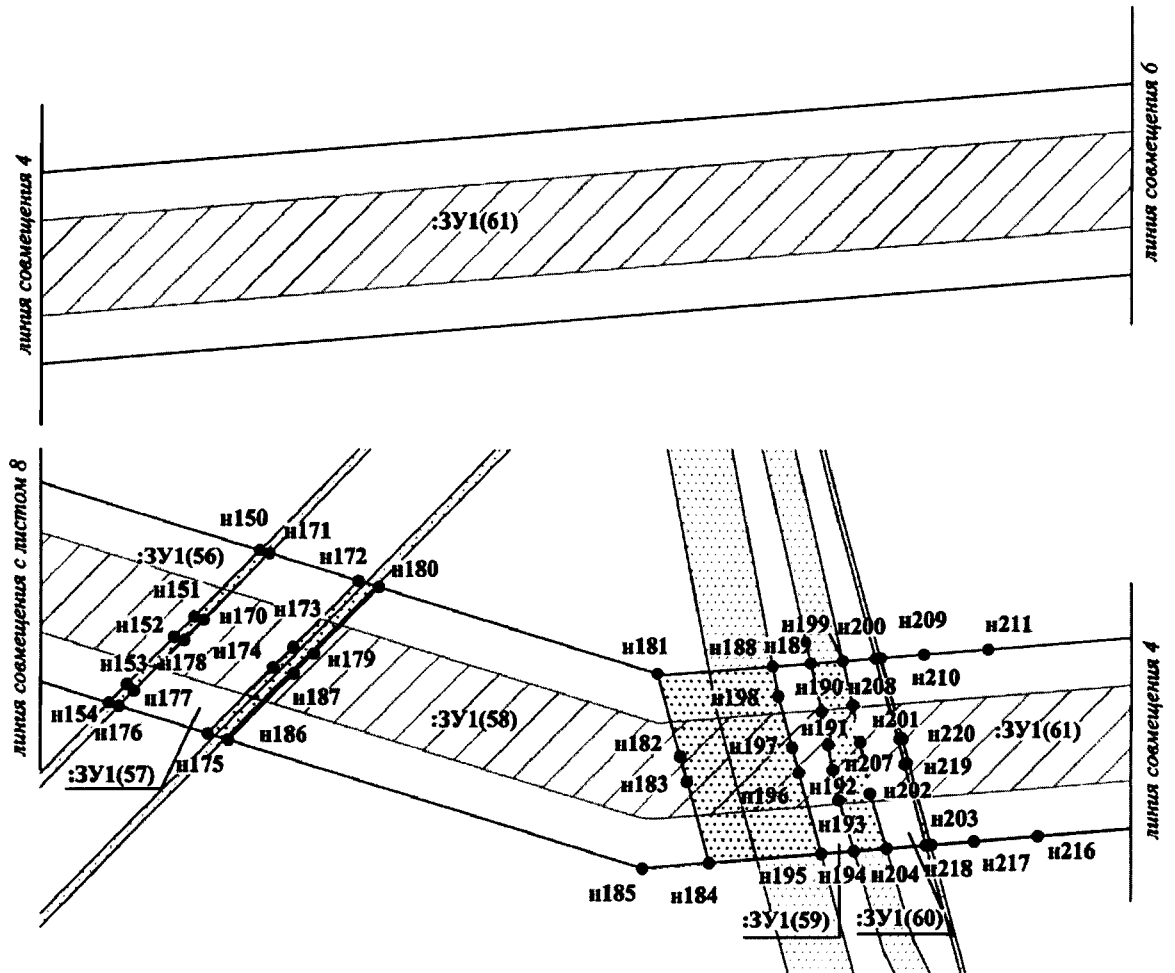 линия совмещения 4
:ЗУ1(61)
линия совмещения 6
линия совмещения с листом 8
н150
н171
:ЗУ1(56)
н172
н180
н151
н152
н170
н173
н174
н153
н178
н179
н177
н187
н154
н176
н186
н175
:ЗУ1(57)
:ЗУ1(58)
н181
н188
н189
н199
н200
н209
н211
н210
н198
н190
н208
н182
н197
н191
н201
н220
:ЗУ1(61)
н183
н207
н219
н196
н192
н202
н193
н203
н185
н184
н195
н194
н204
н218
н217
н216
:ЗУ1(59)
:ЗУ1(60)
линия совмещения 4